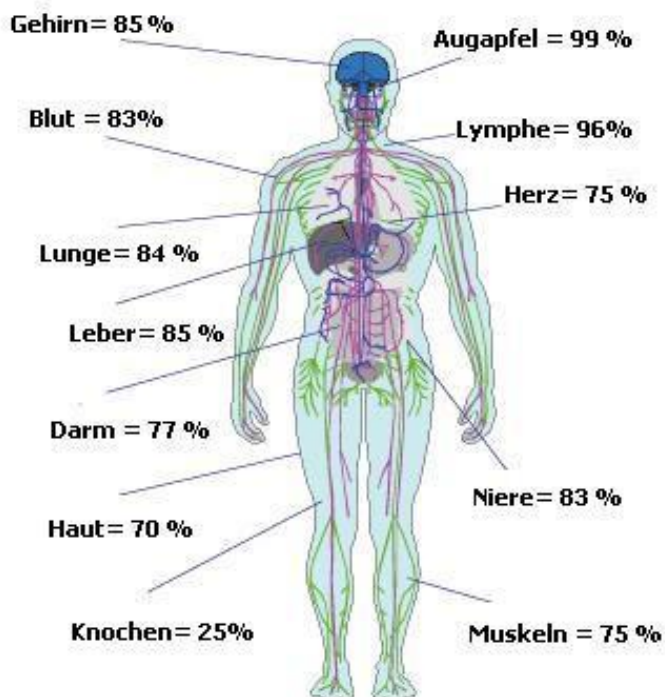 Gehirn= 85 %
Augapfel = 99 %
Blut = 83%
Lymphe= 96%
Herz= 75 %
Lunge= 84 %
Leber= 85 %
Darm = 77 %
Niere= 83 %
Haut= 70 %
Knochen= 25%
Muskeln = 75 %